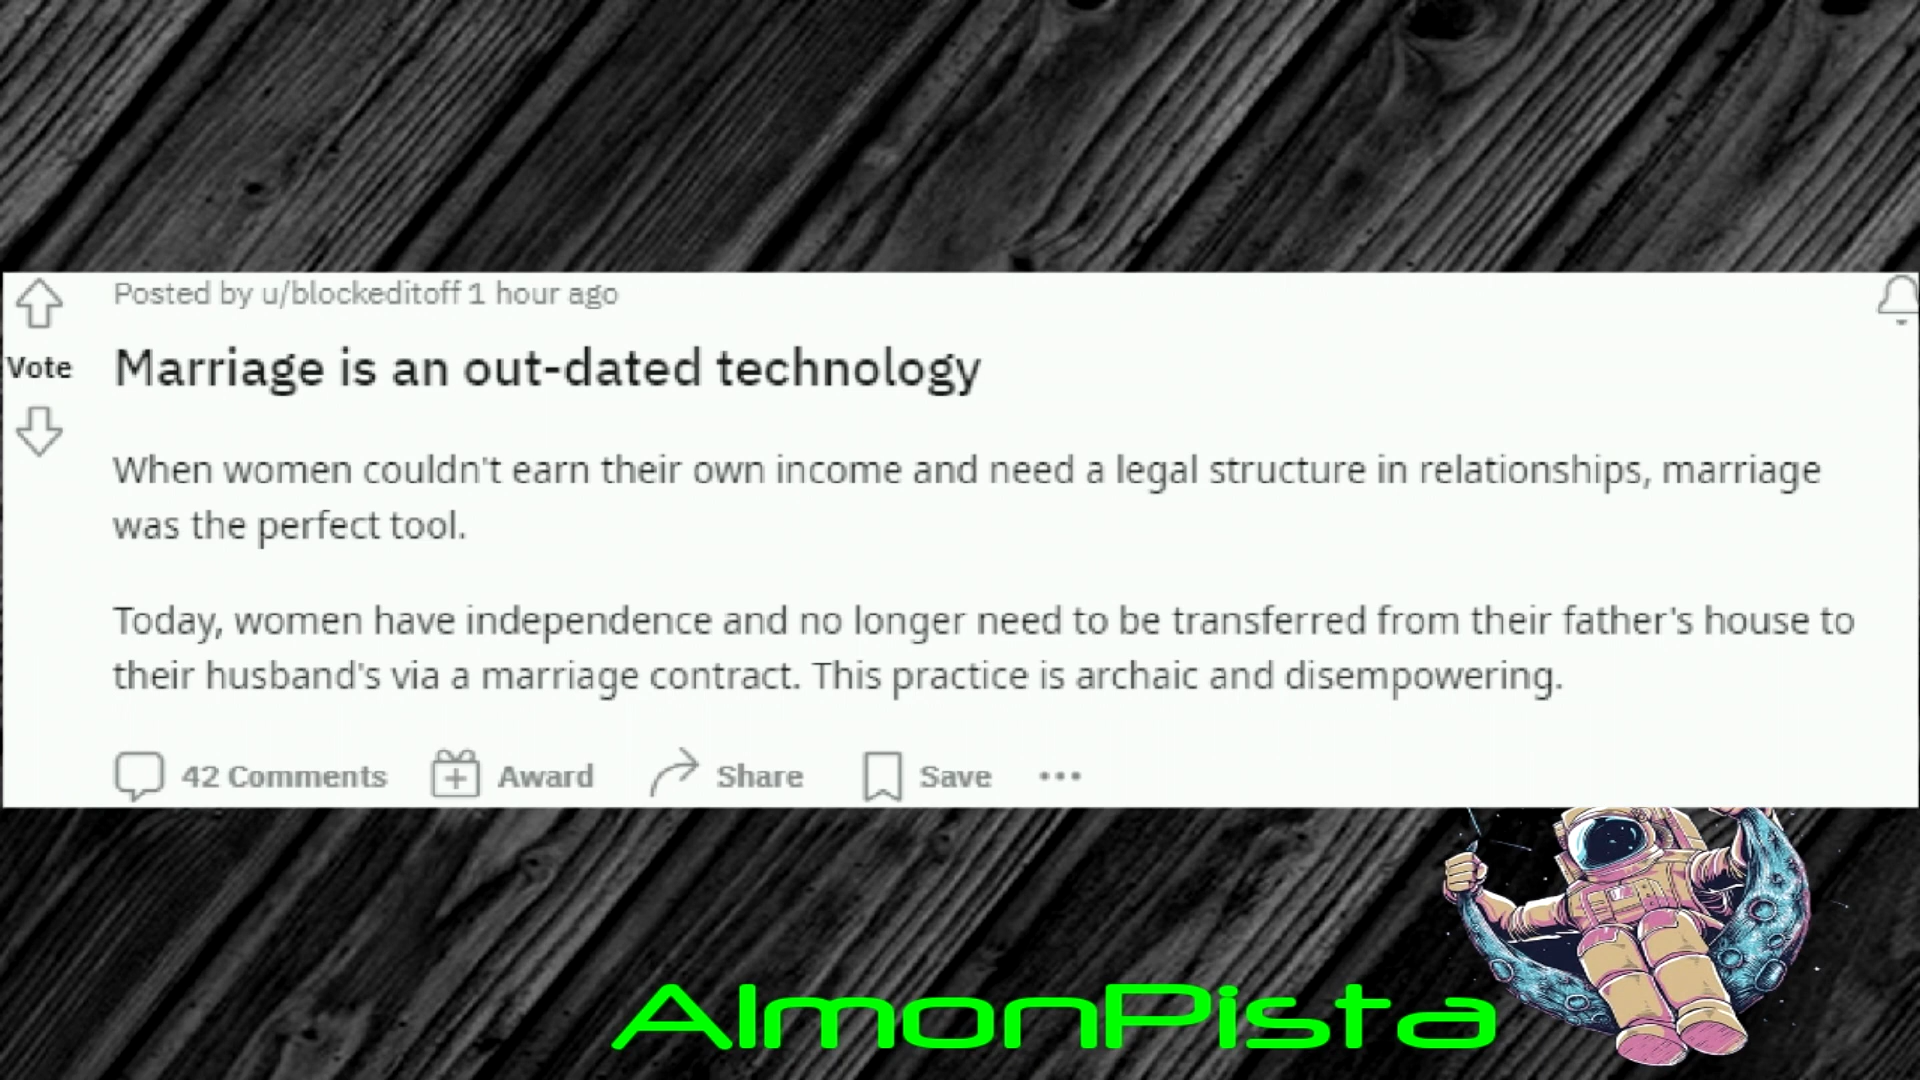 Posted by u/blockeditoff 1 hour ago
Vote
Marriage is an out-dated technology
When women couldn't earn their own income and need a legal structure in relationships, marriage
was the perfect tool.
Today, women have independence and no longer need to be transferred from their father's house to
their husband's via a marriage contract. This practice is archaic and disempowering.
42 Comments Award Share Save
AlmonPista